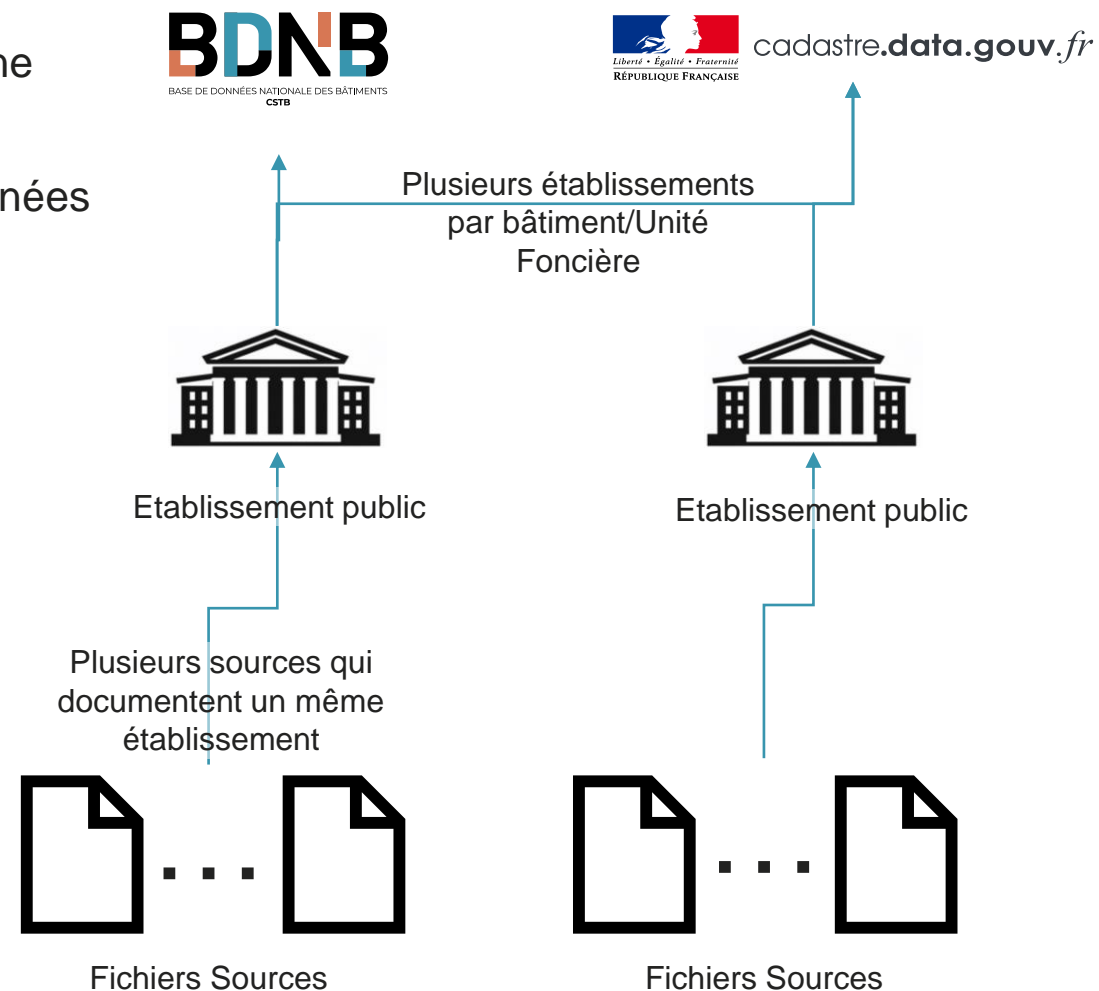 ne
BDNB
BASE DE DONNÉES NATIONALE DES BÂTIMENTS
CSTB
Liberté • Égalité • Fraternité
RÉPUBLIQUE FRANÇAISE
cadastre.data.gouv.fr
nées
Plusieurs établissements
par bâtiment/Unité
Foncière
Etablissement public
Etablissement public
Plusieurs sources qui
documentent un même
établissement
. . .
. . .
Fichiers Sources
Fichiers Sources